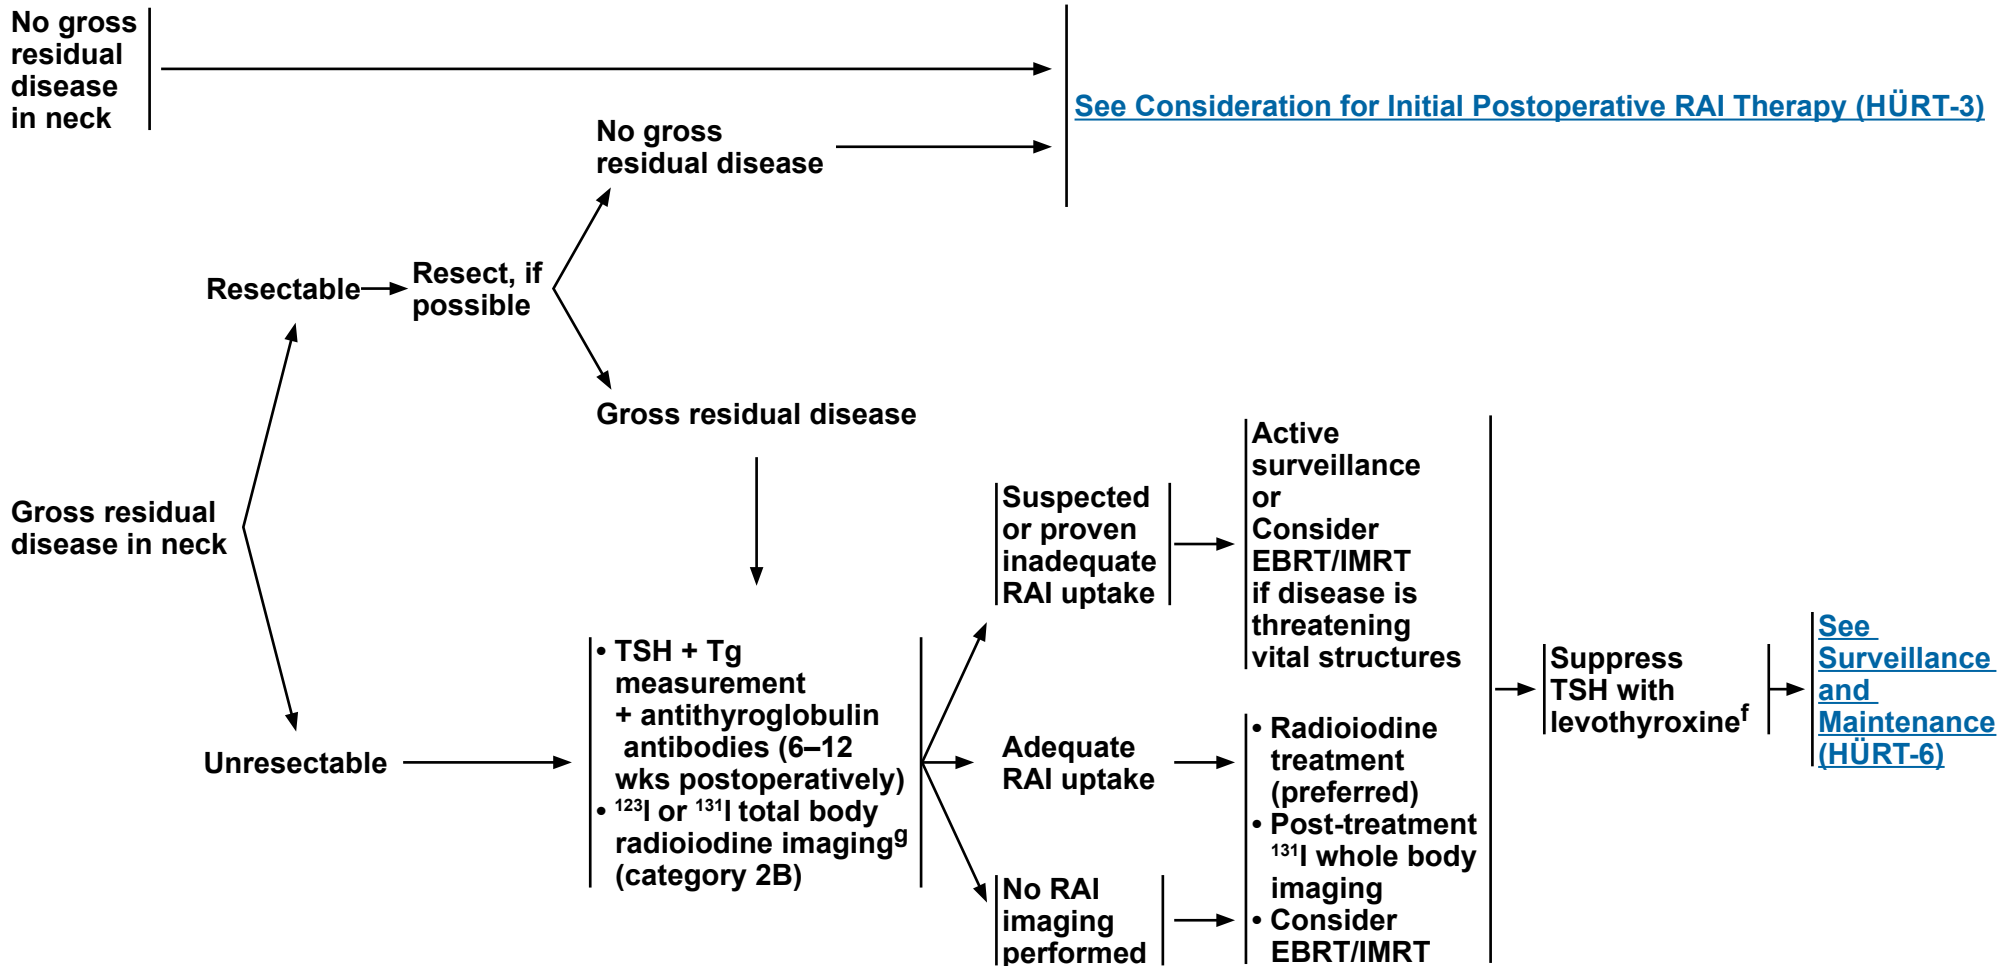 No gross
residual
disease
in neck
See Consideration for Initial Postoperative RAI Therapy (HÜRT-3)
No gross
residual disease
Resectable
Resect, if
possible
Gross residual disease
Gross residual
disease in neck
Unresectable
• TSH + Tg
measurement
+ antithyroglobulin
antibodies (6–12
wks postoperatively)
• ¹²³I or ¹³¹I total body
radioiodine imagingᵍ
(category 2B)
Suspected
or proven
inadequate
RAI uptake
Active
surveillance
or
Consider
EBRT/IMRT
if disease is
threatening
vital structures
Adequate
RAI uptake
No RAI
imaging
performed
• Radioiodine
treatment
(preferred)
• Post-treatment
¹³¹I whole body
imaging
• Consider
EBRT/IMRT
Suppress
TSH with
levothyroxineᶠ
See
Surveillance
and
Maintenance
(HÜRT-6)